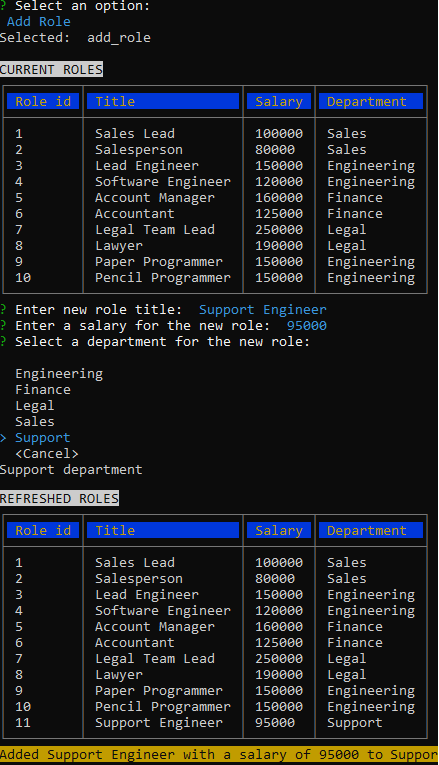 ? Select an option:
Add Role
Selected:  add_role
CURRENT ROLES
Role id Title Salary Department
1 Sales Lead 100000 Sales
2 Salesperson 80000 Sales
3 Lead Engineer 150000 Engineering
4 Software Engineer 120000 Engineering
5 Account Manager 160000 Finance
6 Accountant 125000 Finance
7 Legal Team Lead 250000 Legal
8 Lawyer 190000 Legal
9 Paper Programmer 150000 Engineering
10 Pencil Programmer 150000 Engineering
? Enter new role title:  Support Engineer
? Enter a salary for the new role:  95000
? Select a department for the new role:
Engineering
Finance
Legal
Sales
> Support
<Cancel>
Support department
REFRESHED ROLES
Role id Title Salary Department
1 Sales Lead 100000 Sales
2 Salesperson 80000 Sales
3 Lead Engineer 150000 Engineering
4 Software Engineer 120000 Engineering
5 Account Manager 160000 Finance
6 Accountant 125000 Finance
7 Legal Team Lead 250000 Legal
8 Lawyer 190000 Legal
9 Paper Programmer 150000 Engineering
10 Pencil Programmer 150000 Engineering
11 Support Engineer 95000 Support
Added Support Engineer with a salary of 95000 to Suppor